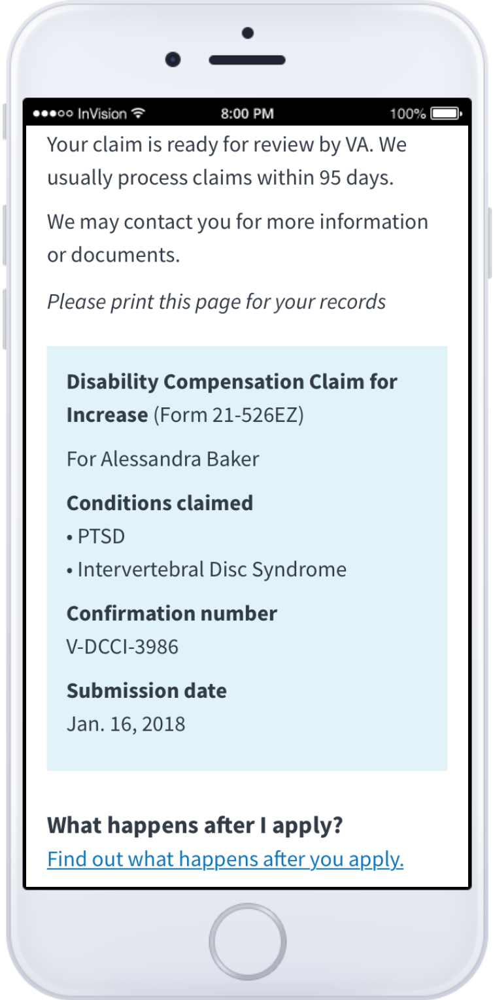 InVision 8:00 PM 100%
Your claim is ready for review by VA. We
usually process claims within 95 days.
We may contact you for more information
or documents.
Please print this page for your records
Disability Compensation Claim for
Increase (Form 21-526EZ)
For Alessandra Baker
Conditions claimed
• PTSD
• Intervertebral Disc Syndrome
Confirmation number
V-DCCI-3986
Submission date
Jan. 16, 2018
What happens after I apply?
Find out what happens after you apply.